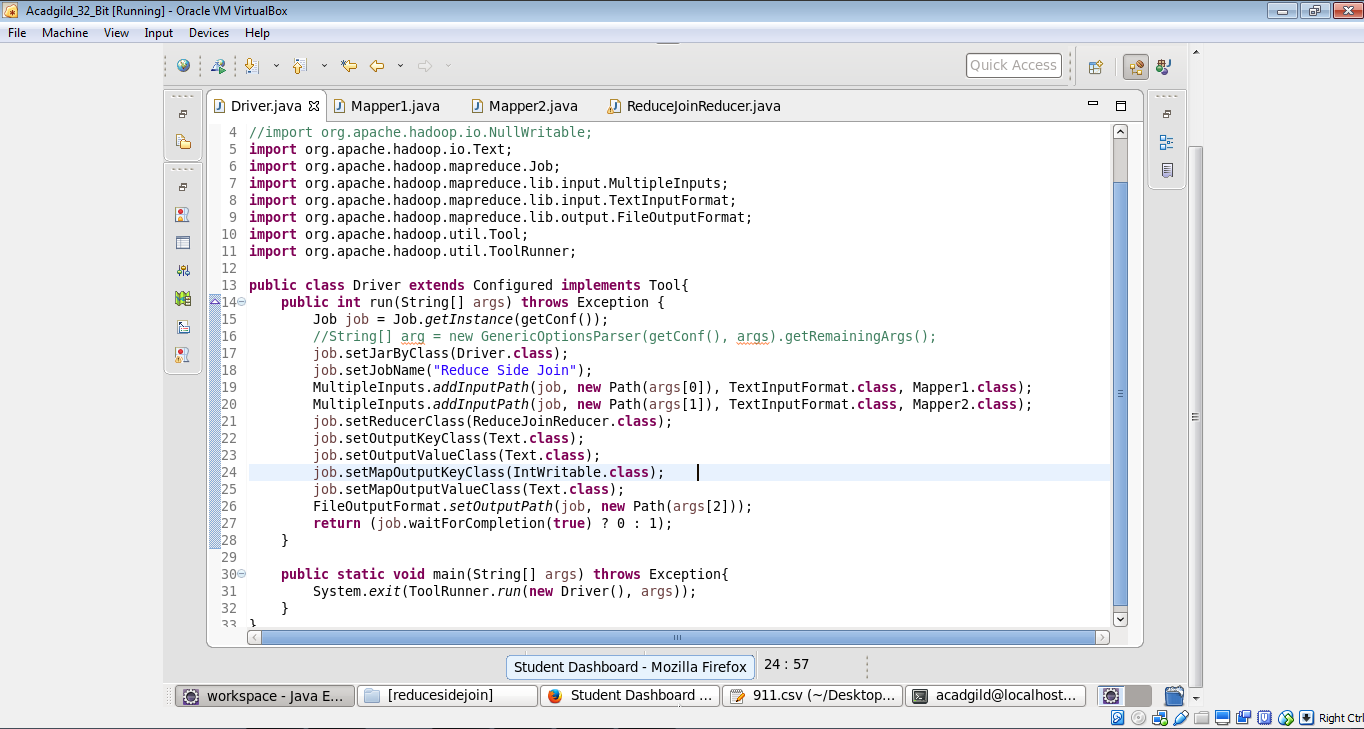 Acadgild_32_Bit [Running] - Oracle VM VirtualBox
File Machine View Input Devices Help
Quick Access
Driver.java Mapper1.java Mapper2.java ReduceJoinReducer.java
4 //import org.apache.hadoop.io.NullWritable;
5 import org.apache.hadoop.io.Text;
6 import org.apache.hadoop.mapreduce.Job;
7 import org.apache.hadoop.mapreduce.lib.input.MultipleInputs;
8 import org.apache.hadoop.mapreduce.lib.input.TextInputFormat;
9 import org.apache.hadoop.mapreduce.lib.output.FileOutputFormat;
10 import org.apache.hadoop.util.Tool;
11 import org.apache.hadoop.util.ToolRunner;
12
13 public class Driver extends Configured implements Tool{
14 public int run(String[] args) throws Exception {
15 Job job = Job.getInstance(getConf());
16 //String[] arg = new GenericOptionsParser(getConf(), args).getRemainingArgs();
17 job.setJarByClass(Driver.class);
18 job.setJobName("Reduce Side Join");
19 MultipleInputs.addInputPath(job, new Path(args[0]), TextInputFormat.class, Mapper1.class);
20 MultipleInputs.addInputPath(job, new Path(args[1]), TextInputFormat.class, Mapper2.class);
21 job.setReducerClass(ReduceJoinReducer.class);
22 job.setOutputKeyClass(Text.class);
23 job.setOutputValueClass(Text.class);
24 job.setMapOutputKeyClass(IntWritable.class);
25 job.setMapOutputValueClass(Text.class);
26 FileOutputFormat.setOutputPath(job, new Path(args[2]));
27 return (job.waitForCompletion(true) ? 0 : 1);
28 }
29
30 public static void main(String[] args) throws Exception{
31 System.exit(ToolRunner.run(new Driver(), args));
32 }
33 }
Student Dashboard - Mozilla Firefox 24 : 57
workspace - Java E... [reducesidejoin] Student Dashboard ... 911.csv (~/Desktop... acadgild@localhost...
Right Ctrl